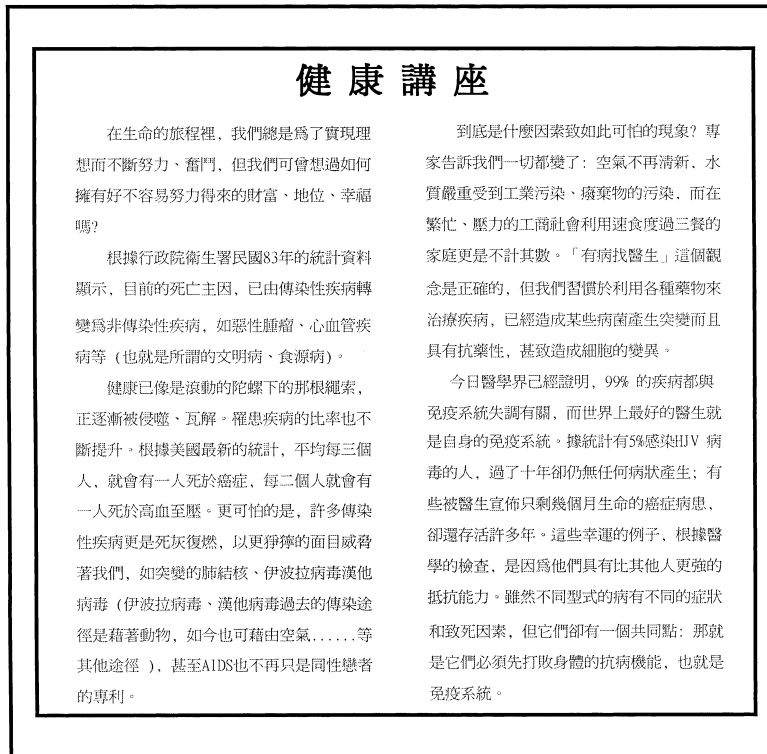 健康講座
在生命的旅程裡，我們總是爲了實現理
想而不斷努力、奮鬥，但我們可曾想過如何
擁有好不容易努力得來的財富、地位、幸福
嗎?
根據行政院衛生署民國83年的統計資料
顯示，目前的死亡主因，已由傳染性疾病轉
變爲非傳染性疾病，如惡性腫瘤、心血管疾
病等（也就是所謂的文明病、食源病）。
健康已像是滾動的陀螺下的那根繩索，
正逐漸被侵噬、瓦解。罹患疾病的比率也不
斷提升。根據美國最新的統計，平均每三個
人，就會有一人死於癌症，每二個人就會有
一人死於高血至壓。更可怕的是，許多傳染
性疾病更是死灰復燃，以更猙獰的面目威脅
著我們，如突變的肺結核、伊波拉病毒漢他
病毒（伊波拉病毒、漢他病毒過去的傳染途
徑是藉著動物，如今也可藉由空氣......等
其他途徑 ），甚至AIDS也不再只是同性戀者
的專利。
到底是什麼因素致如此可怕的現象? 專
家告訴我們一切都變了: 空氣不再清新，水
質嚴重受到工業污染、癈棄物的污染，而在
繁忙、壓力的工商社會利用速食度過三餐的
家庭更是不計其數。「有病找醫生」這個觀
念是正確的，但我們習慣於利用各種藥物來
治療疾病，已經造成某些病菌產生突變而且
具有抗藥性，甚致造成細胞的變異。
今日醫學界己經證明，99% 的疾病都與
免疫系統失調有關，而世界上最好的醫生就
是自身的免疫系統。據統計有5%感染HJV 病
毒的人，過了十年卻仍無任何病狀產生；有
些被醫生宣佈只剩幾個月生命的癌症病患，
卻還存活許多年。這些幸運的例子，根據醫
學的檢查，是因爲他們具有比其他人更強的
抵抗能力。雖然不同型式的病有不同的症狀
和致死因素，但它們卻有一個共同點: 那就
是它們必須先打敗身體的抗病機能，也就是
免疫系統。